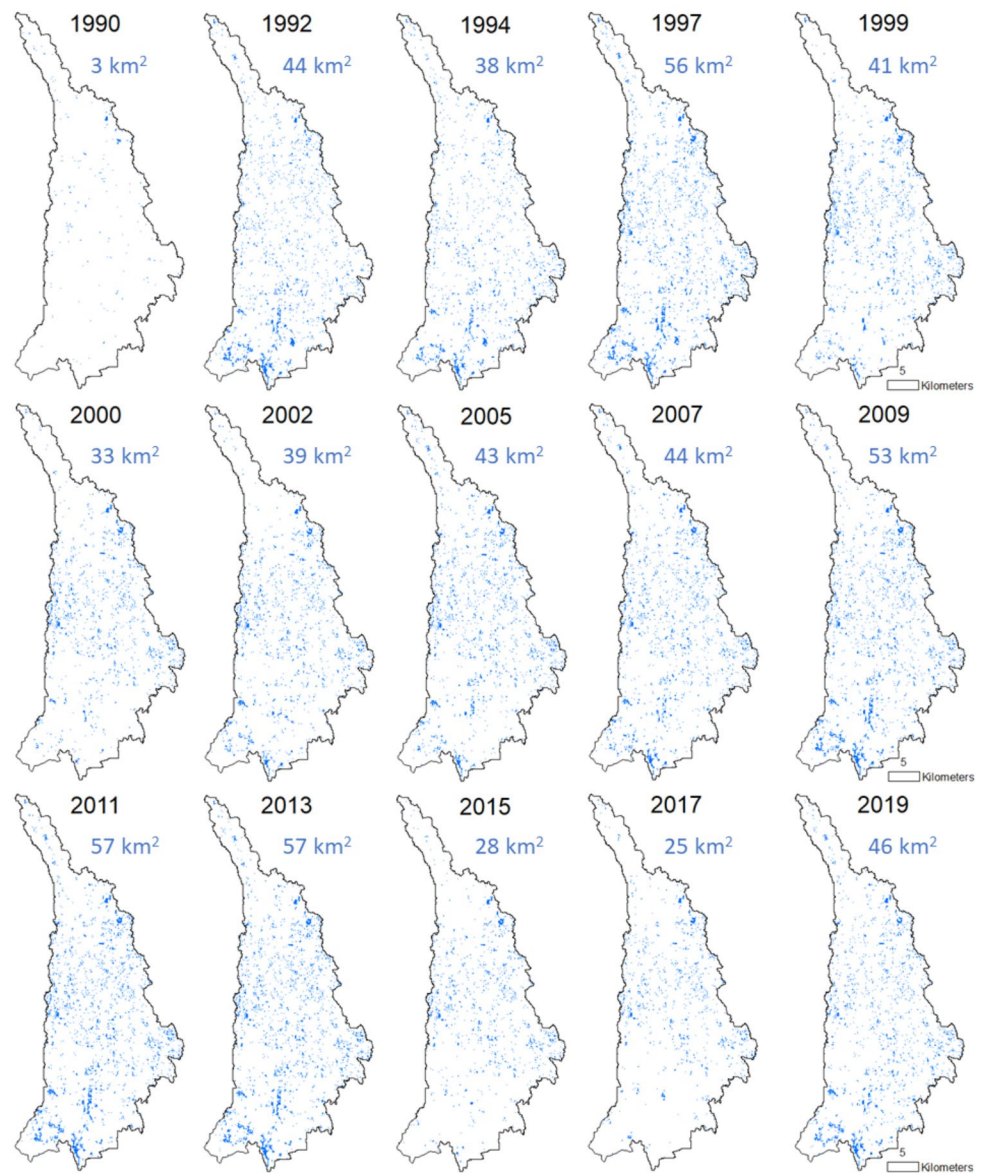 1990 1992 1994 1997 1999
3 km² 44 km² 38 km² 56 km² 41 km²
5
Kilometers
2000 2002 2005 2007 2009
33 km² 39 km² 43 km² 44 km² 53 km²
5
Kilometers
2011 2013 2015 2017 2019
57 km² 57 km² 28 km² 25 km² 46 km²
5
Kilometers